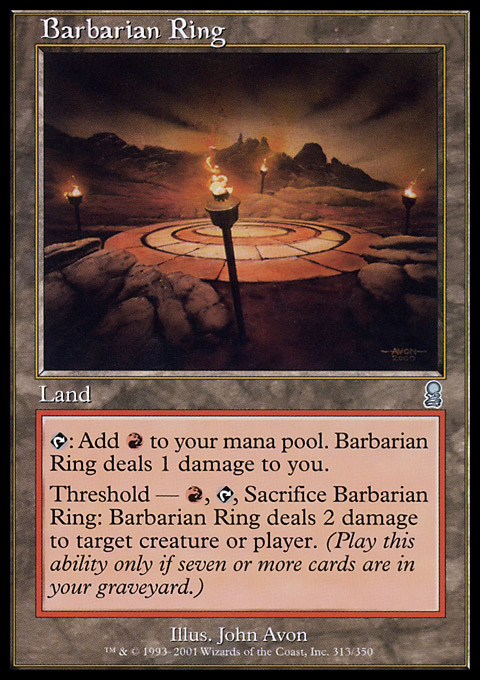 Barbarian Ring
AVON
2000
Land
: Add to your mana pool. Barbarian
Ring deals 1 damage to you.
Threshold — , , Sacrifice Barbarian
Ring: Barbarian Ring deals 2 damage
to target creature or player. (Play this
ability only if seven or more cards are in
your graveyard.)
Illus. John Avon
™ & © 1993–2001 Wizards of the Coast, Inc. 313/350